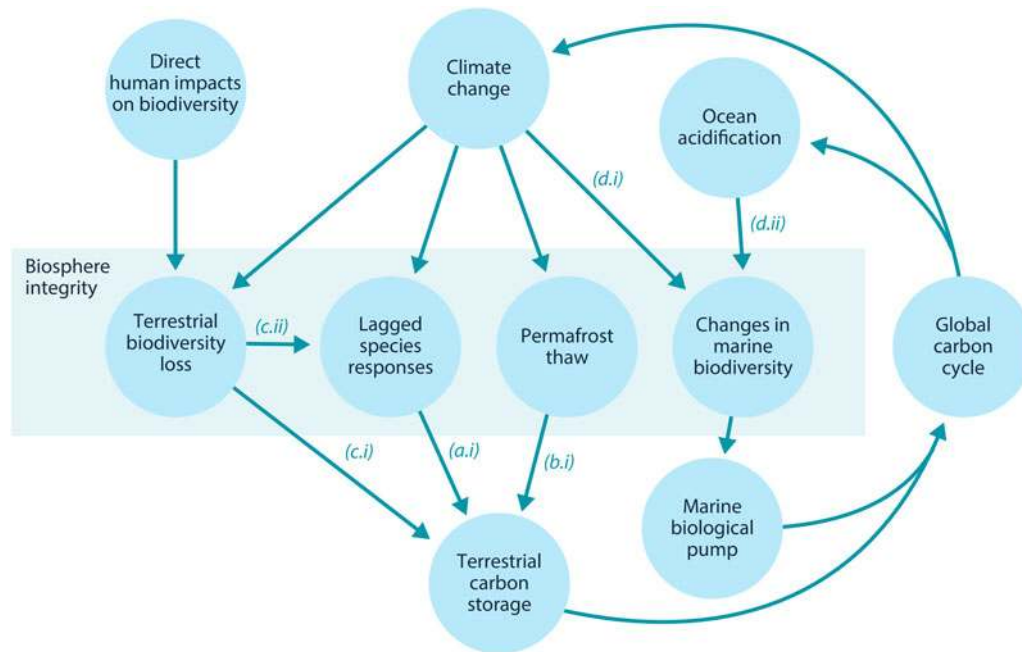 Direct
human impacts
on biodiversity
Climate
change
Ocean
acidification
(d.i)
(d.ii)
Biosphere
integrity
Terrestrial
biodiversity
loss
(c.ii)
Lagged
species
responses
Permafrost
thaw
Changes in
marine
biodiversity
Global
carbon
cycle
(c.i)
(a.i)
(b.i)
Marine
biological
pump
Terrestrial
carbon
storage